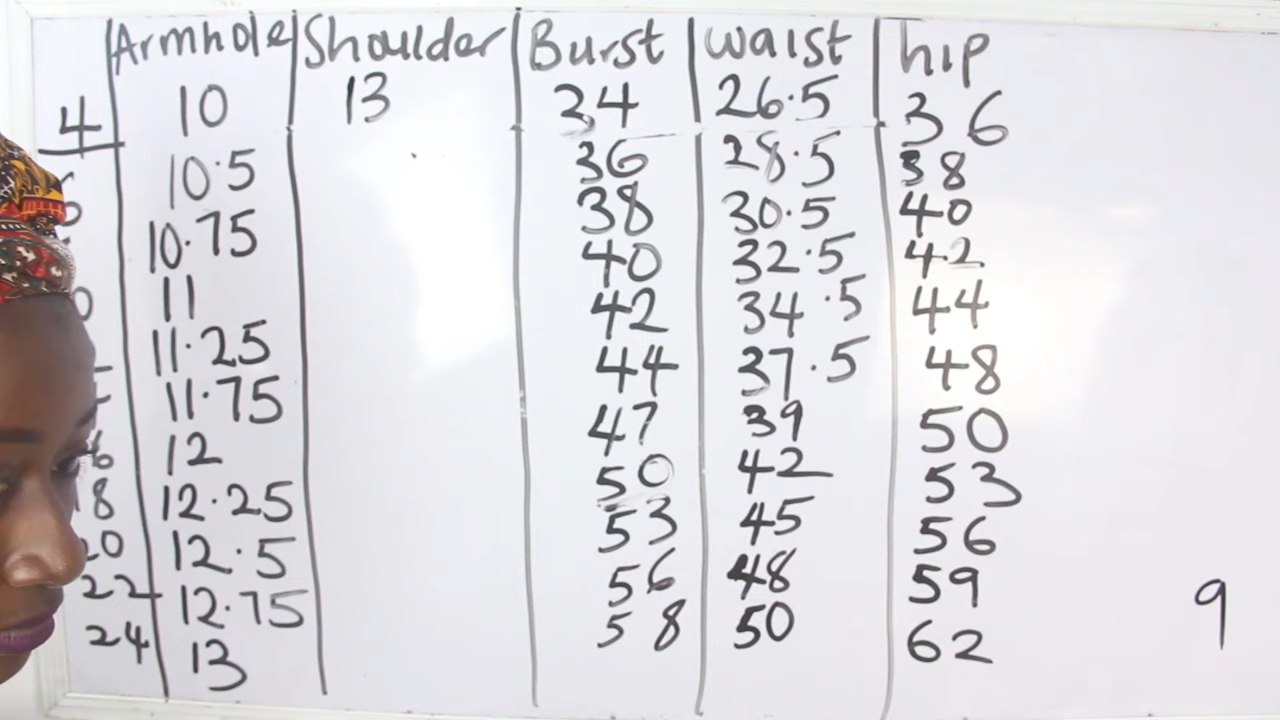 Armhole Shoulder Burst waist hip
4 10 13 34 26.5 36
10.5 36 28.5 38
10.75 38 30.5 40
11 40 32.5 42
11.25 42 34.5 44
11.75 44 37.5 48
12 47 39 50
18 12.25 50 42 53
20 12.5 53 45 56
22 12.75 56 48 59
24 13 58 50 62
9